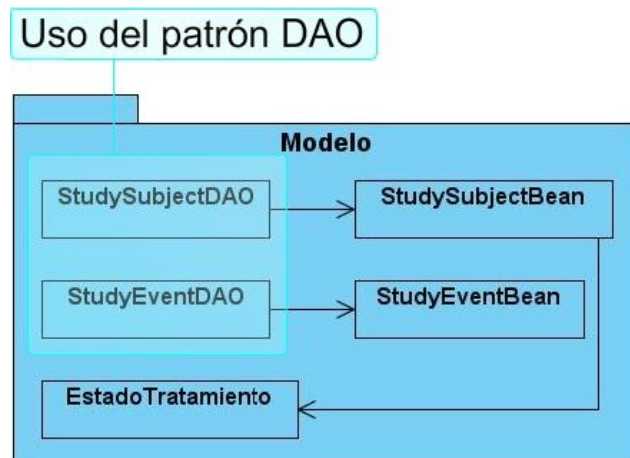 Uso del patrón DAO
Modelo
StudySubjectDAO
StudySubjectBean
StudyEventDAO
StudyEventBean
EstadoTratamiento